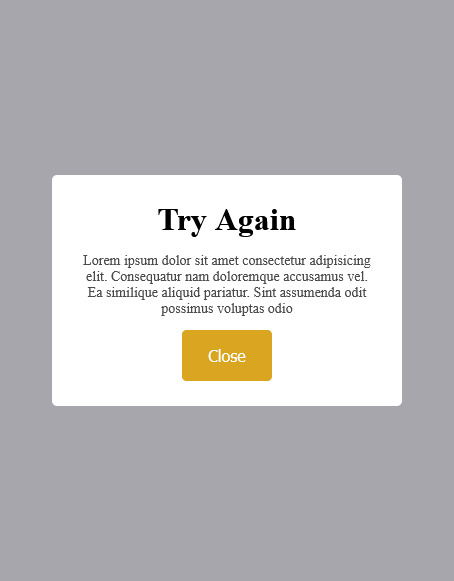 Try Again
Lorem ipsum dolor sit amet consectetur adipisicing
elit. Consequatur nam doloremque accusamus vel.
Ea similique aliquid pariatur. Sint assumenda odit
possimus voluptas odio
Close